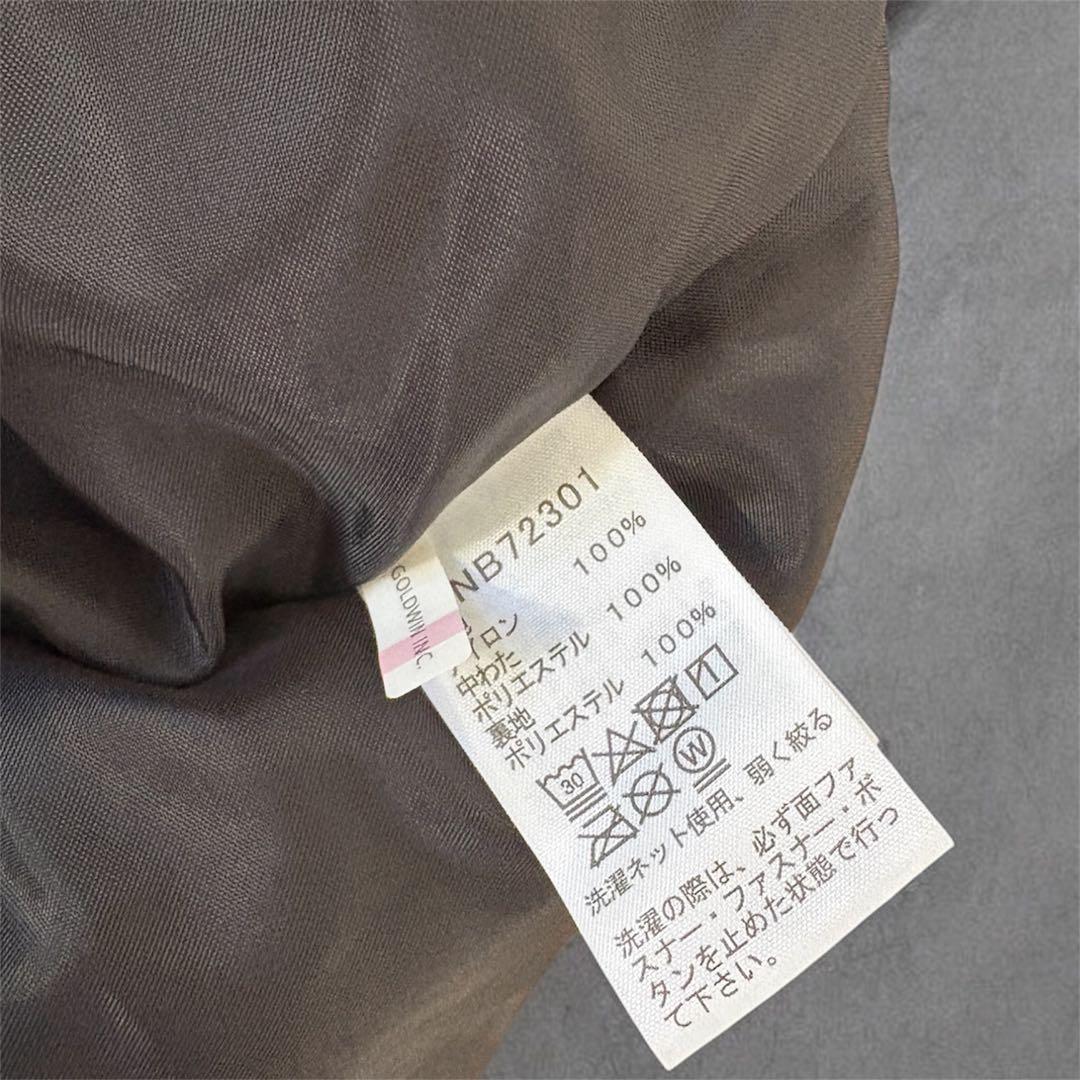 NB72301
100%
イロン
中わた
ポリエステル 100%
裏地
ポリエステル 100%
30
W
洗濯ネット使用、弱く絞る
洗濯の際は、必ず面ファ
スナー・ファスナー・ボ
タンを止めた状態で行っ
て下さい。
GOLDWIN INC.